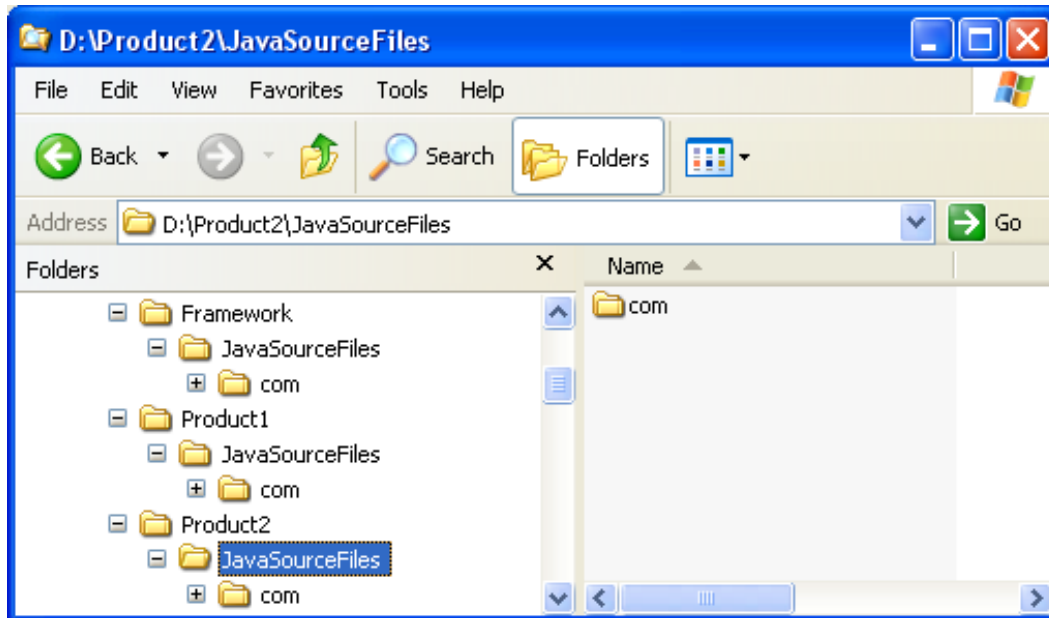 D:\Product2\JavaSourceFiles
File Edit View Favorites Tools Help
Back Search Folders
Address D:\Product2\JavaSourceFiles Go
Folders X Name
Framework com
JavaSourceFiles
com
Product1
JavaSourceFiles
com
Product2
JavaSourceFiles
com